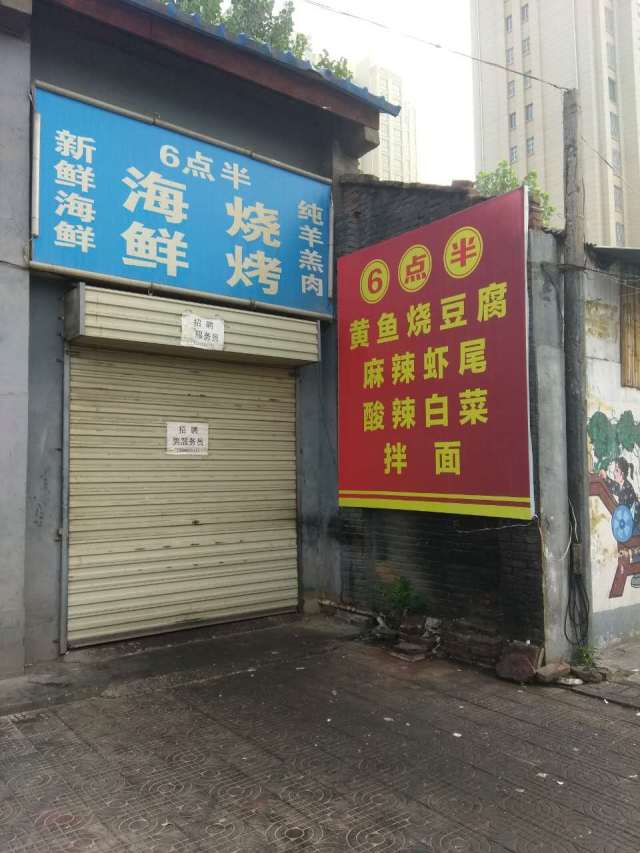 6点半
新鲜海鲜
海鲜
烧烤
纯羊羔肉
招聘
服务员
招聘
男服务员
6点半
黄鱼烧豆腐
麻辣虾尾
酸辣白菜
拌面